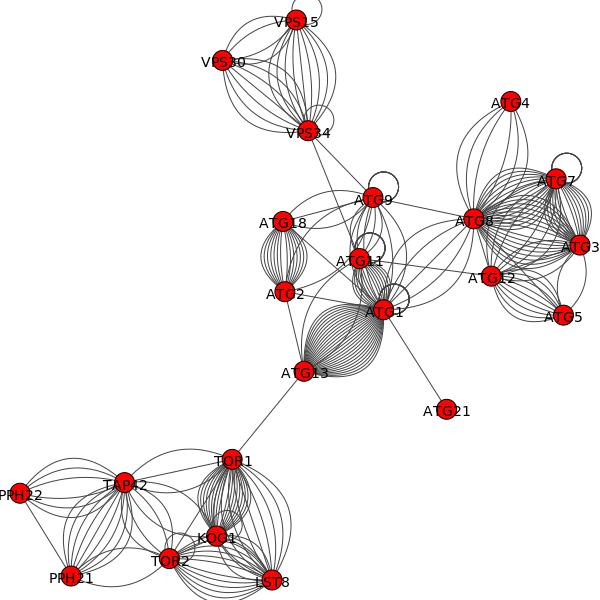 VPS15
VPS30
VPS34
ATG4
ATG7
ATG9
ATG18
ATG8
ATG3
ATG11
ATG12
ATG2
ATG1
ATG5
ATG13
ATG21
TOR1
TAP42
PPH22
KOG1
TOR2
PPH21
LST8